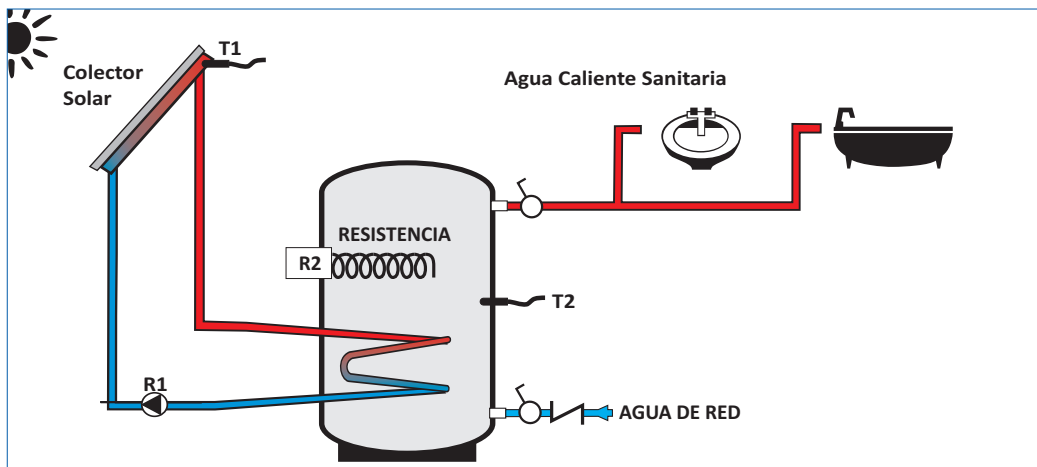 T1
Colector
Solar
Agua Caliente Sanitaria
RESISTENCIA
R2
T2
R1
AGUA DE RED